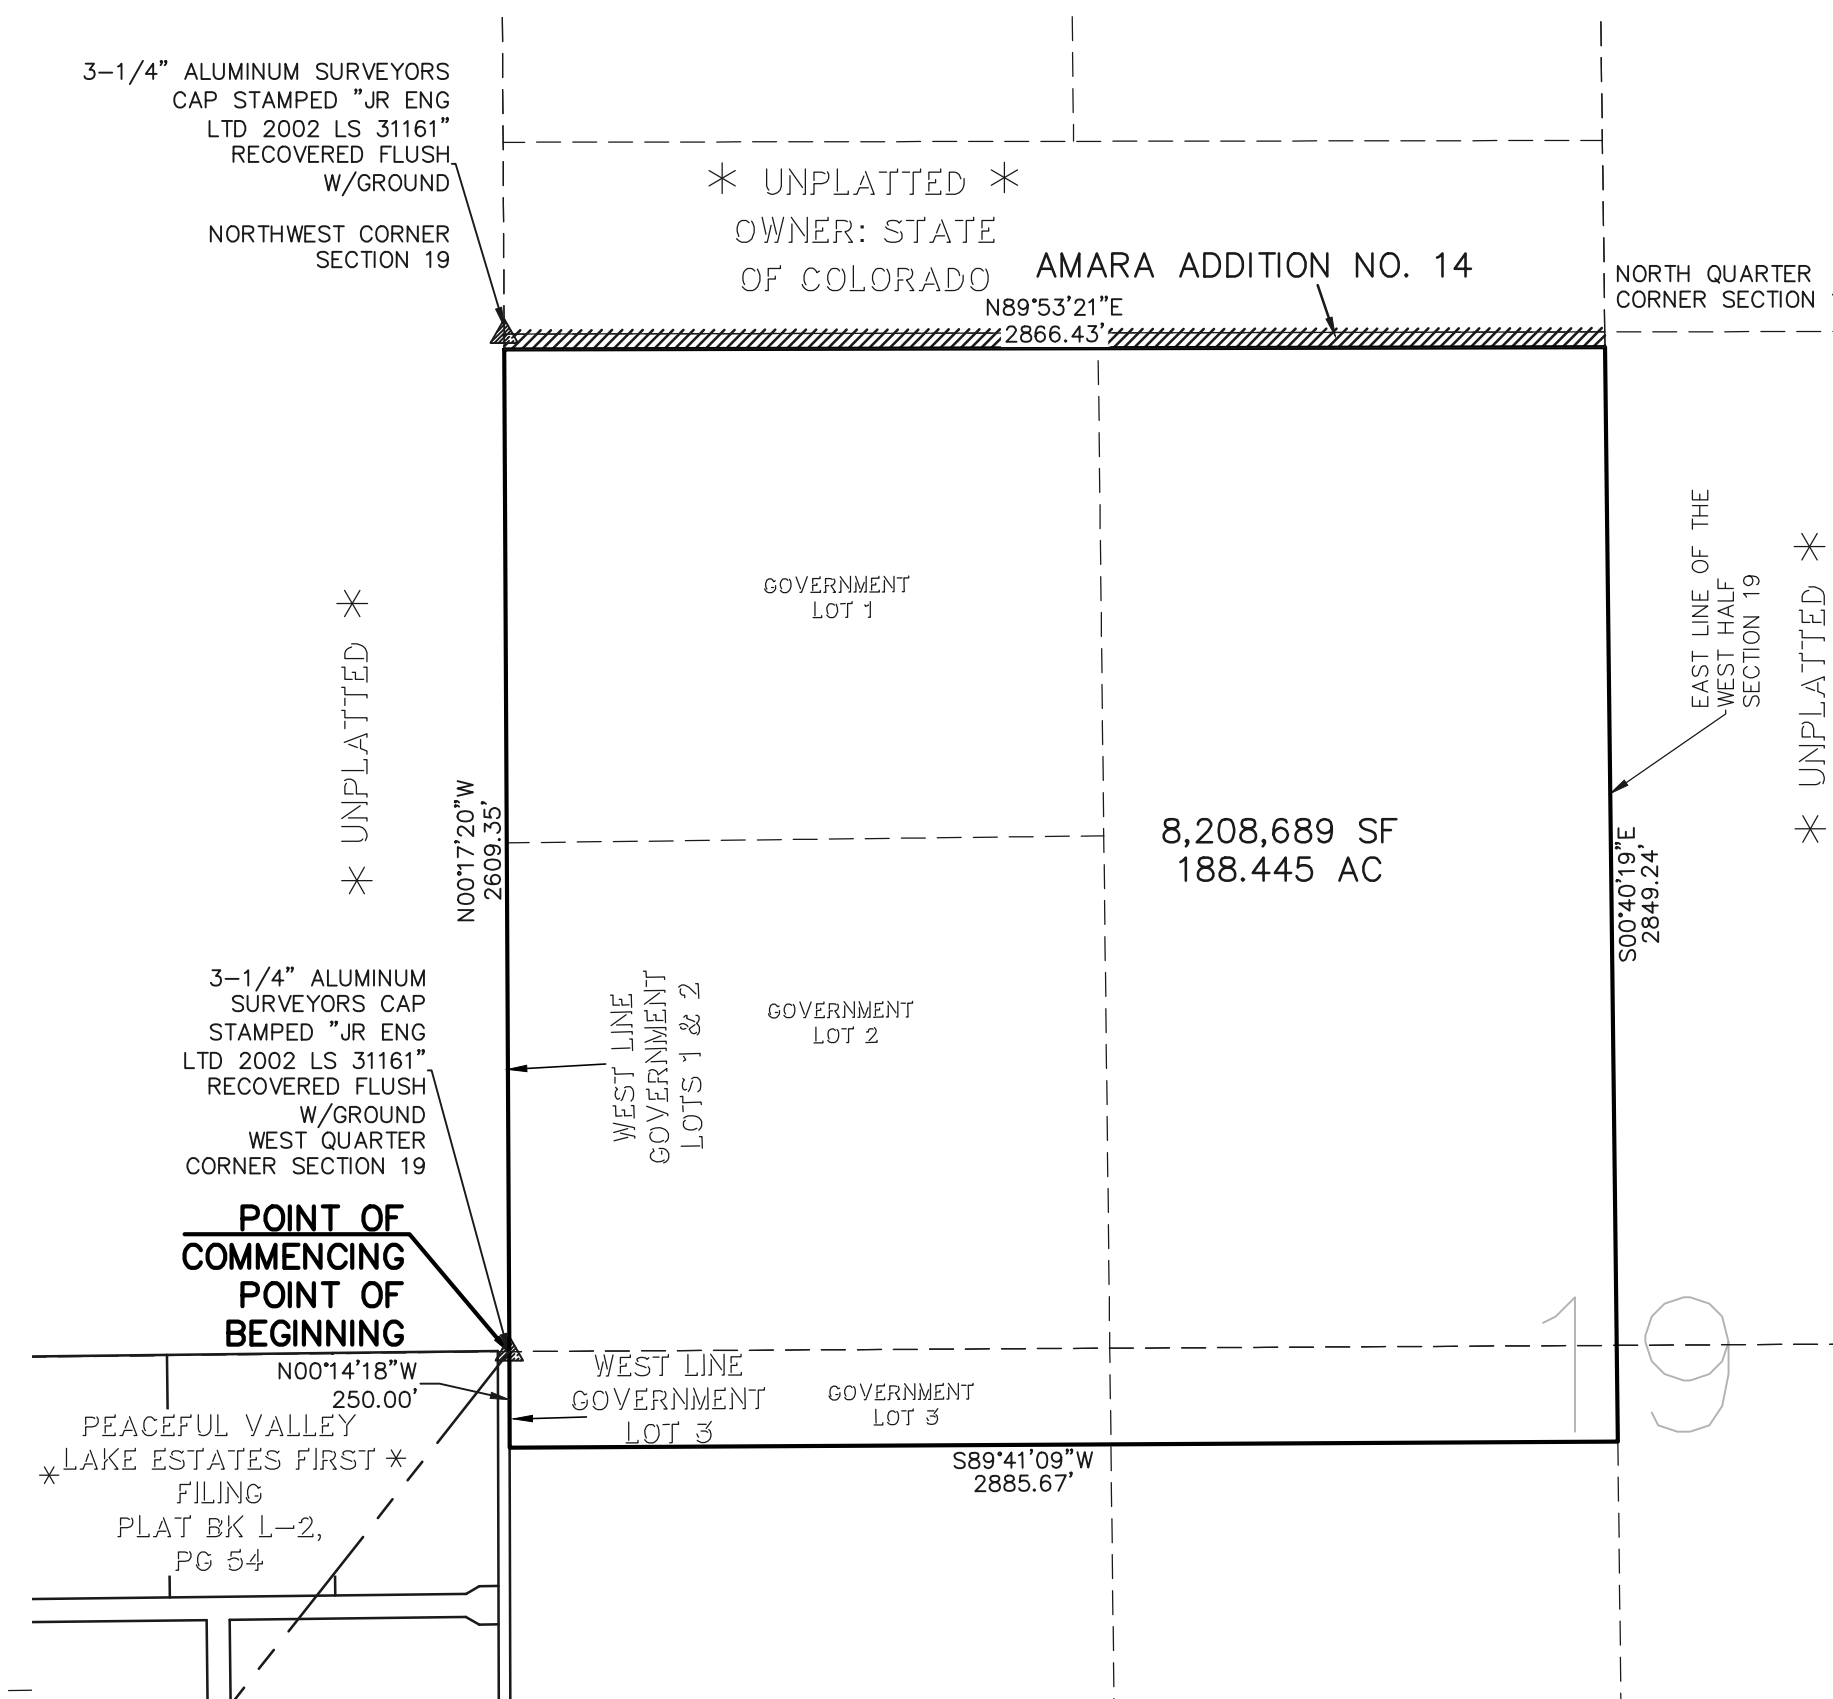 3-1/4" ALUMINUM SURVEYORS
CAP STAMPED "JR ENG
LTD 2002 LS 31161"
RECOVERED FLUSH
W/GROUND
NORTHWEST CORNER
SECTION 19
* UNPLATTED *
OWNER: STATE
OF COLORADO
AMARA ADDITION NO. 14
NORTH QUARTER
CORNER SECTION
N89°53'21"E
2866.43'
GOVERNMENT
LOT 1
EAST LINE OF THE
WEST HALF
SECTION 19
* UNPLATTED *
* UNPLATTED *
N00°17'20"W
2609.35'
8,208,689 SF
188.445 AC
S00°40'19"E
2849.24'
3-1/4" ALUMINUM
SURVEYORS CAP
STAMPED "JR ENG
LTD 2002 LS 31161"
RECOVERED FLUSH
W/GROUND
WEST QUARTER
CORNER SECTION 19
WEST LINE
GOVERNMENT
LOTS 1 & 2
GOVERNMENT
LOT 2
POINT OF
COMMENCING
POINT OF
BEGINNING
N00°14'18"W
250.00'
WEST LINE
GOVERNMENT
LOT 3
GOVERNMENT
LOT 3
19
S89°41'09"W
2885.67'
PEACEFUL VALLEY
* LAKE ESTATES FIRST *
FILING
PLAT BK L-2,
PG 54